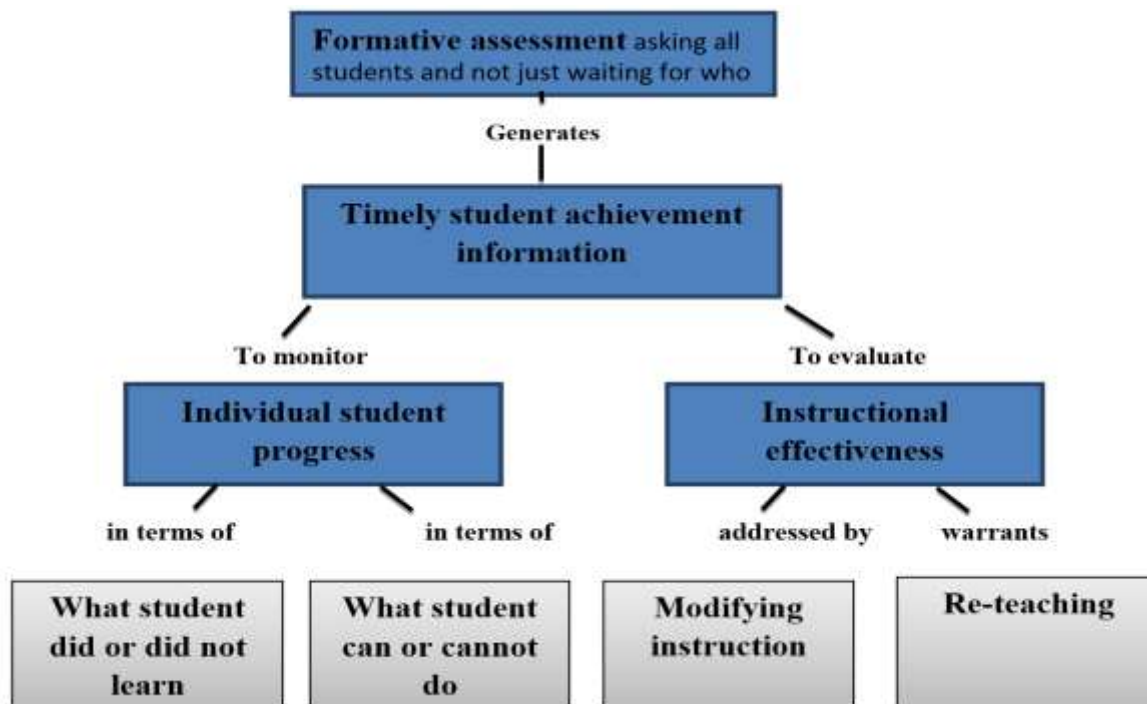 Formative assessment asking all
students and not just waiting for who
Generates
Timely student achievement
information
To monitor
To evaluate
Individual student
progress
Instructional
effectiveness
in terms of
in terms of
addressed by
warrants
What student
did or did not
learn
What student
can or cannot
do
Modifying
instruction
Re-teaching